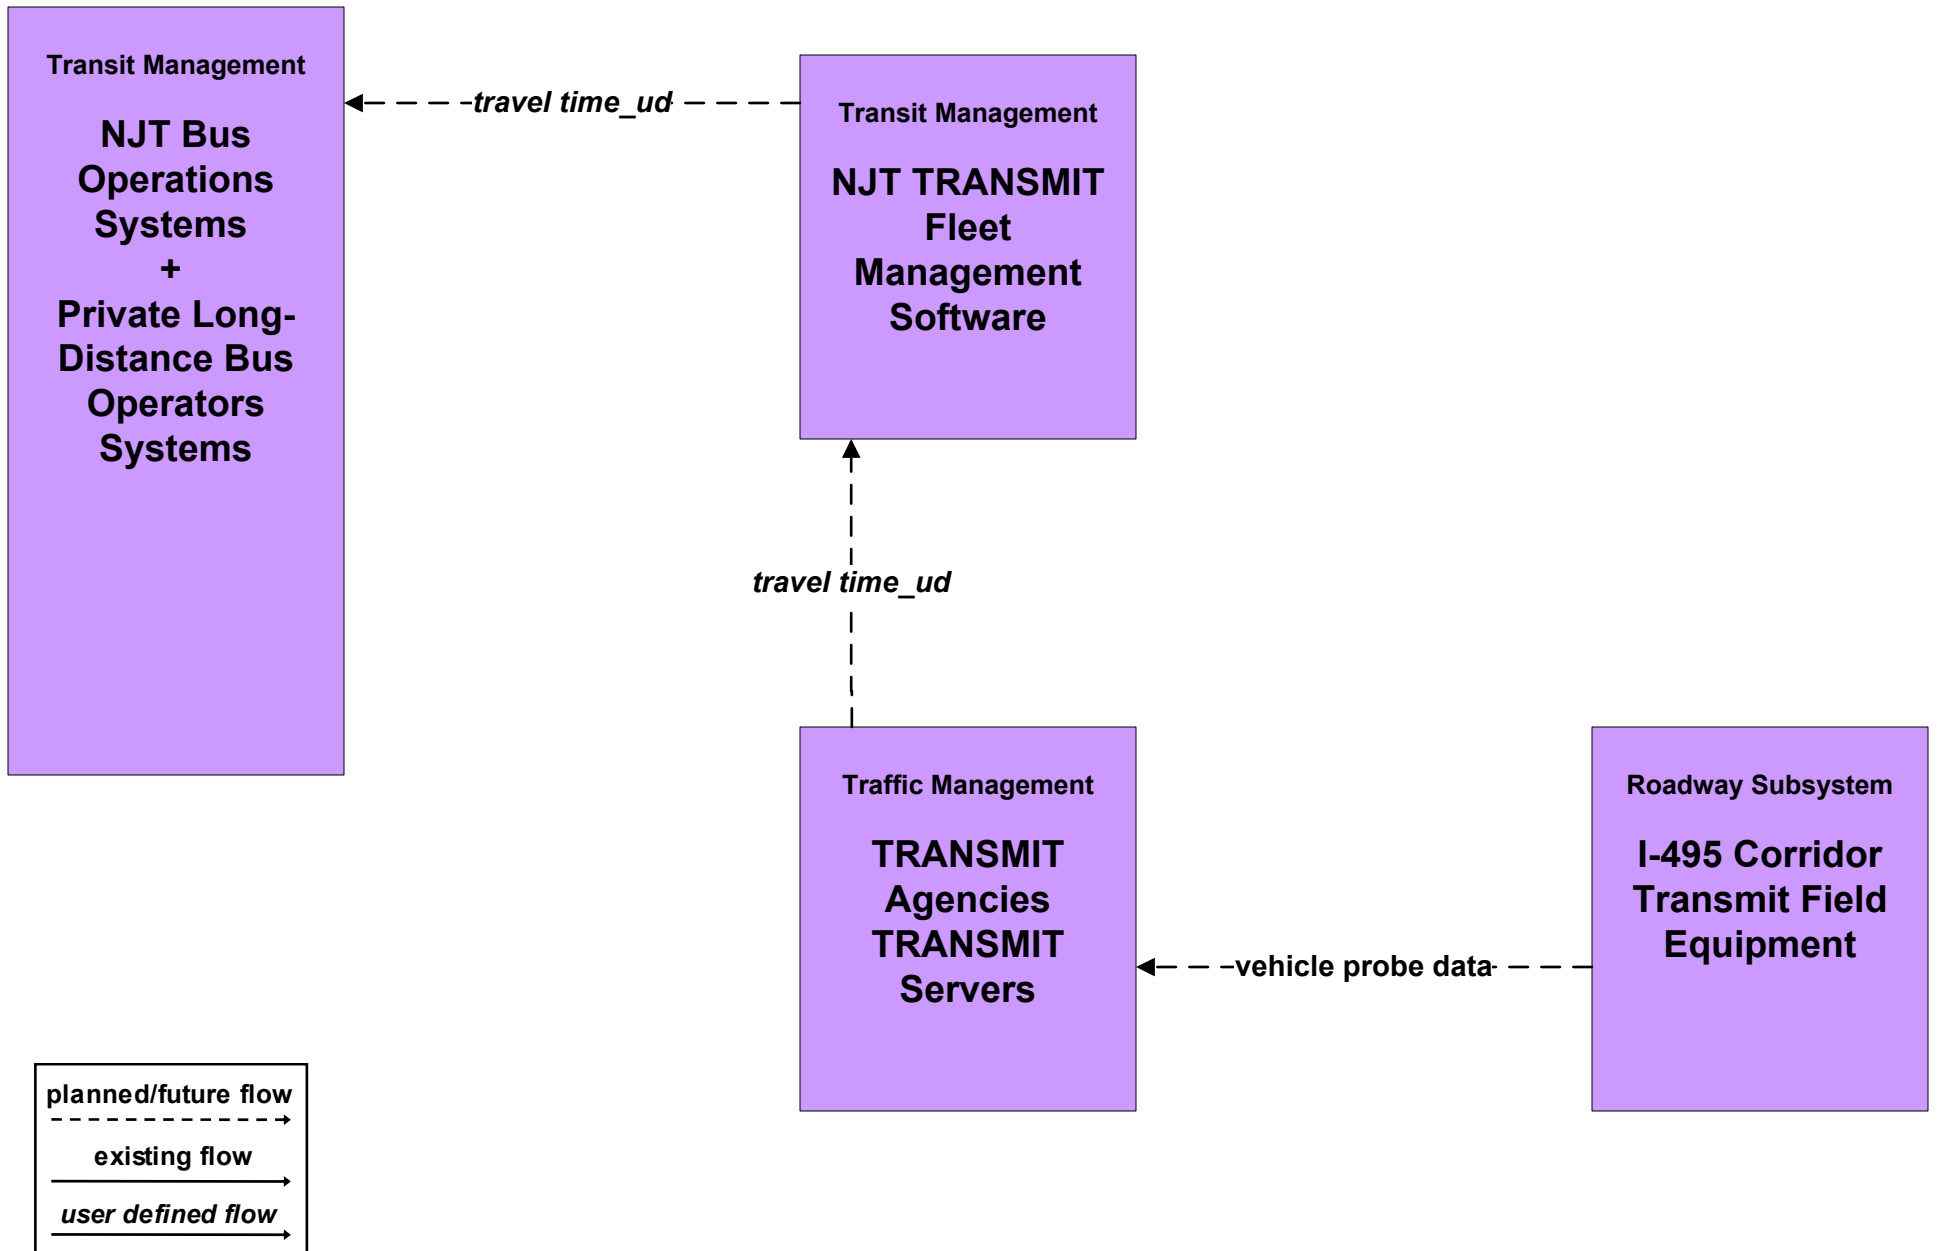 Transit Management
NJT Bus
Operations
Systems
+
Private Long-
Distance Bus
Operators
Systems
travel time_ud
Transit Management
NJT TRANSMIT
Fleet
Management
Software
travel time_ud
Traffic Management
TRANSMIT
Agencies
TRANSMIT
Servers
vehicle probe data
Roadway Subsystem
I-495 Corridor
Transmit Field
Equipment
planned/future flow
existing flow
user defined flow